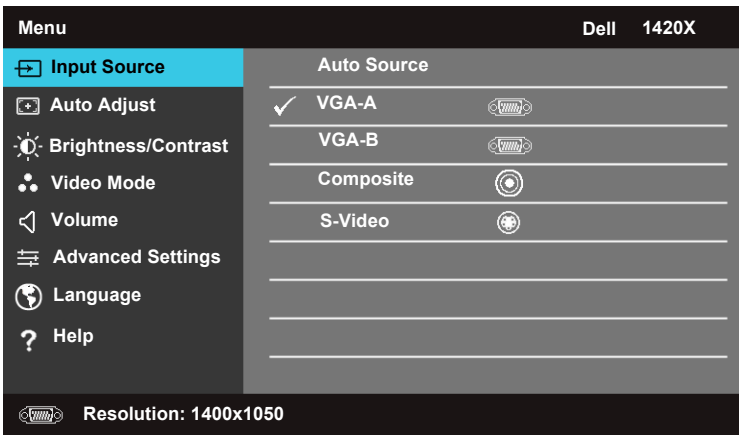 Menu
Dell 1420X
Input Source
Auto Adjust
Brightness/Contrast
Video Mode
Volume
Advanced Settings
Language
Help
Auto Source
VGA-A
VGA-B
Composite
S-Video
Resolution: 1400x1050